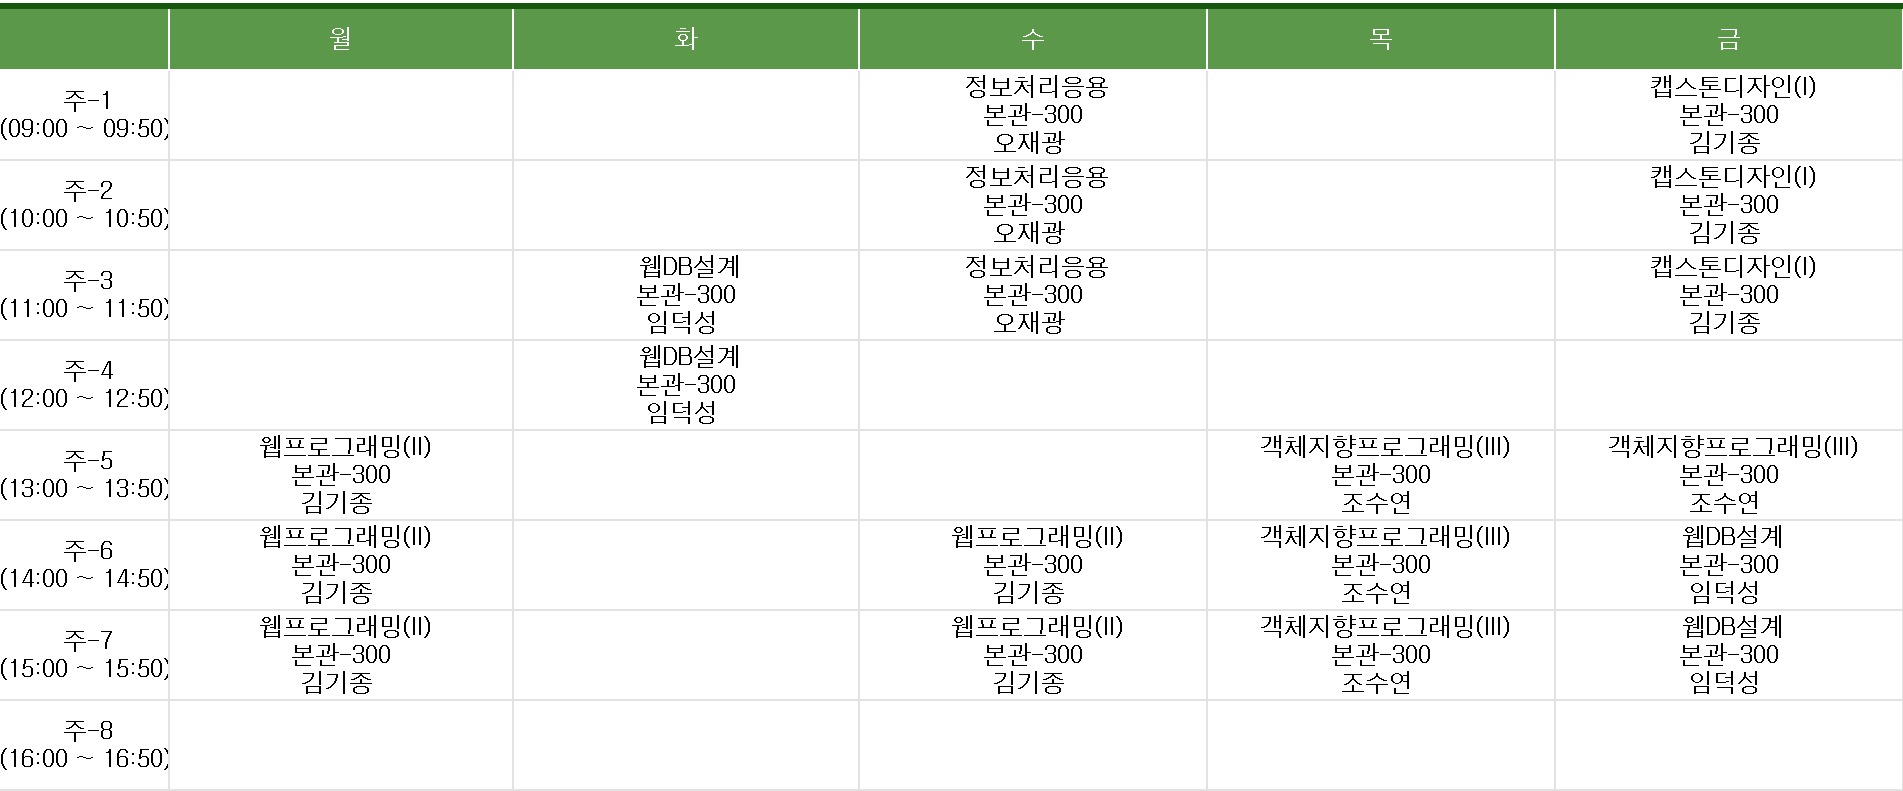 월 화 수 목 금
주-1
(09:00 ~ 09:50)
정보처리응용
본관-300
오재광
캡스톤디자인(I)
본관-300
김기종
주-2
(10:00 ~ 10:50)
정보처리응용
본관-300
오재광
캡스톤디자인(I)
본관-300
김기종
주-3
(11:00 ~ 11:50)
웹DB설계
본관-300
임덕성
정보처리응용
본관-300
오재광
캡스톤디자인(I)
본관-300
김기종
주-4
(12:00 ~ 12:50)
웹DB설계
본관-300
임덕성
주-5
(13:00 ~ 13:50)
웹프로그래밍(II)
본관-300
김기종
객체지향프로그래밍(III)
본관-300
조수연
객체지향프로그래밍(III)
본관-300
조수연
주-6
(14:00 ~ 14:50)
웹프로그래밍(II)
본관-300
김기종
웹프로그래밍(II)
본관-300
김기종
객체지향프로그래밍(III)
본관-300
조수연
웹DB설계
본관-300
임덕성
주-7
(15:00 ~ 15:50)
웹프로그래밍(II)
본관-300
김기종
웹프로그래밍(II)
본관-300
김기종
객체지향프로그래밍(III)
본관-300
조수연
웹DB설계
본관-300
임덕성
주-8
(16:00 ~ 16:50)